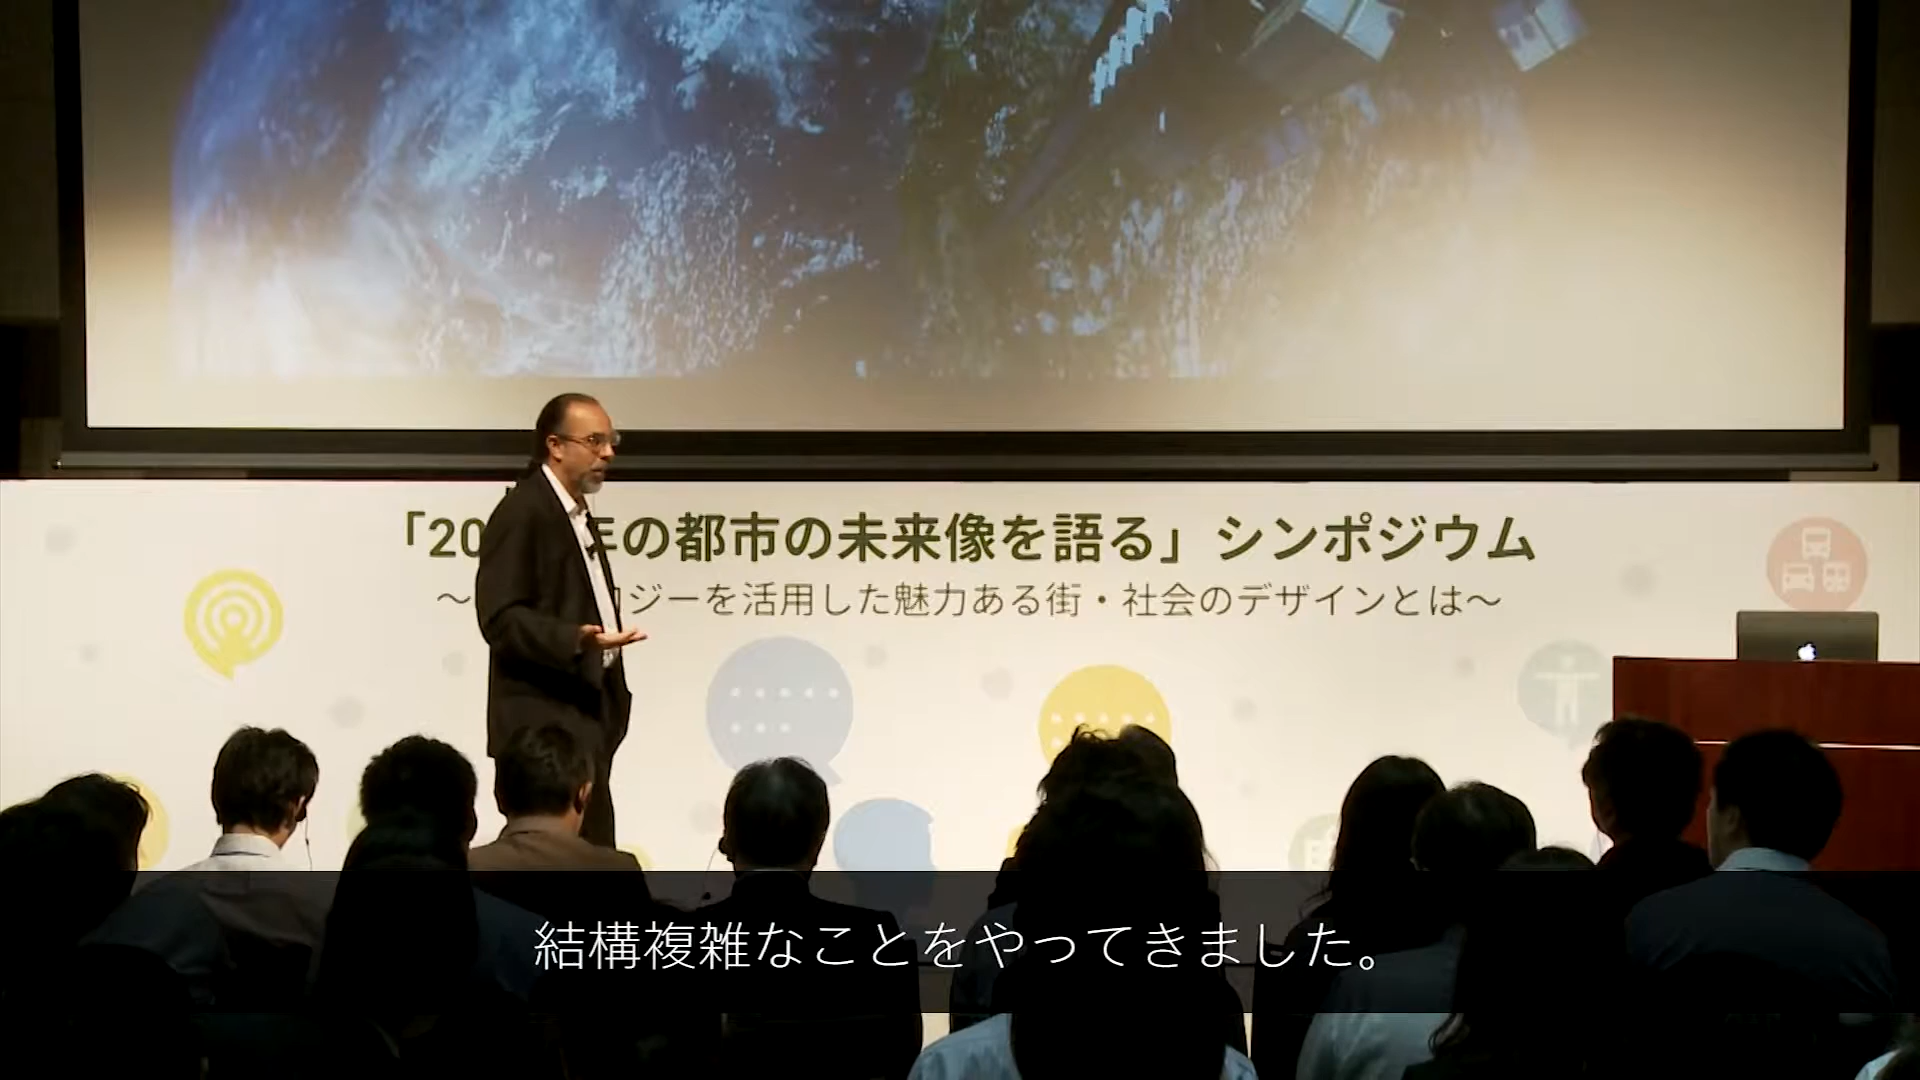 「20 年の都市の未来像を語る」シンポジウム
～ ジーを活用した魅力ある街・社会のデザインとは～
結構複雑なことをやってきました。